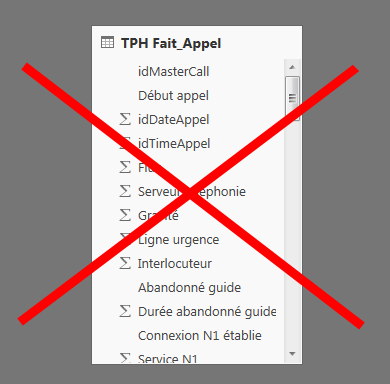 TPH Fait_Appel
idMasterCall
Début appel
idDateAppel
idTimeAppel
Serveur téléphonie
Gravité
Ligne urgence
Interlocuteur
Abandonné guide
Durée abandonné guide
Connexion N1 établie
Service N1